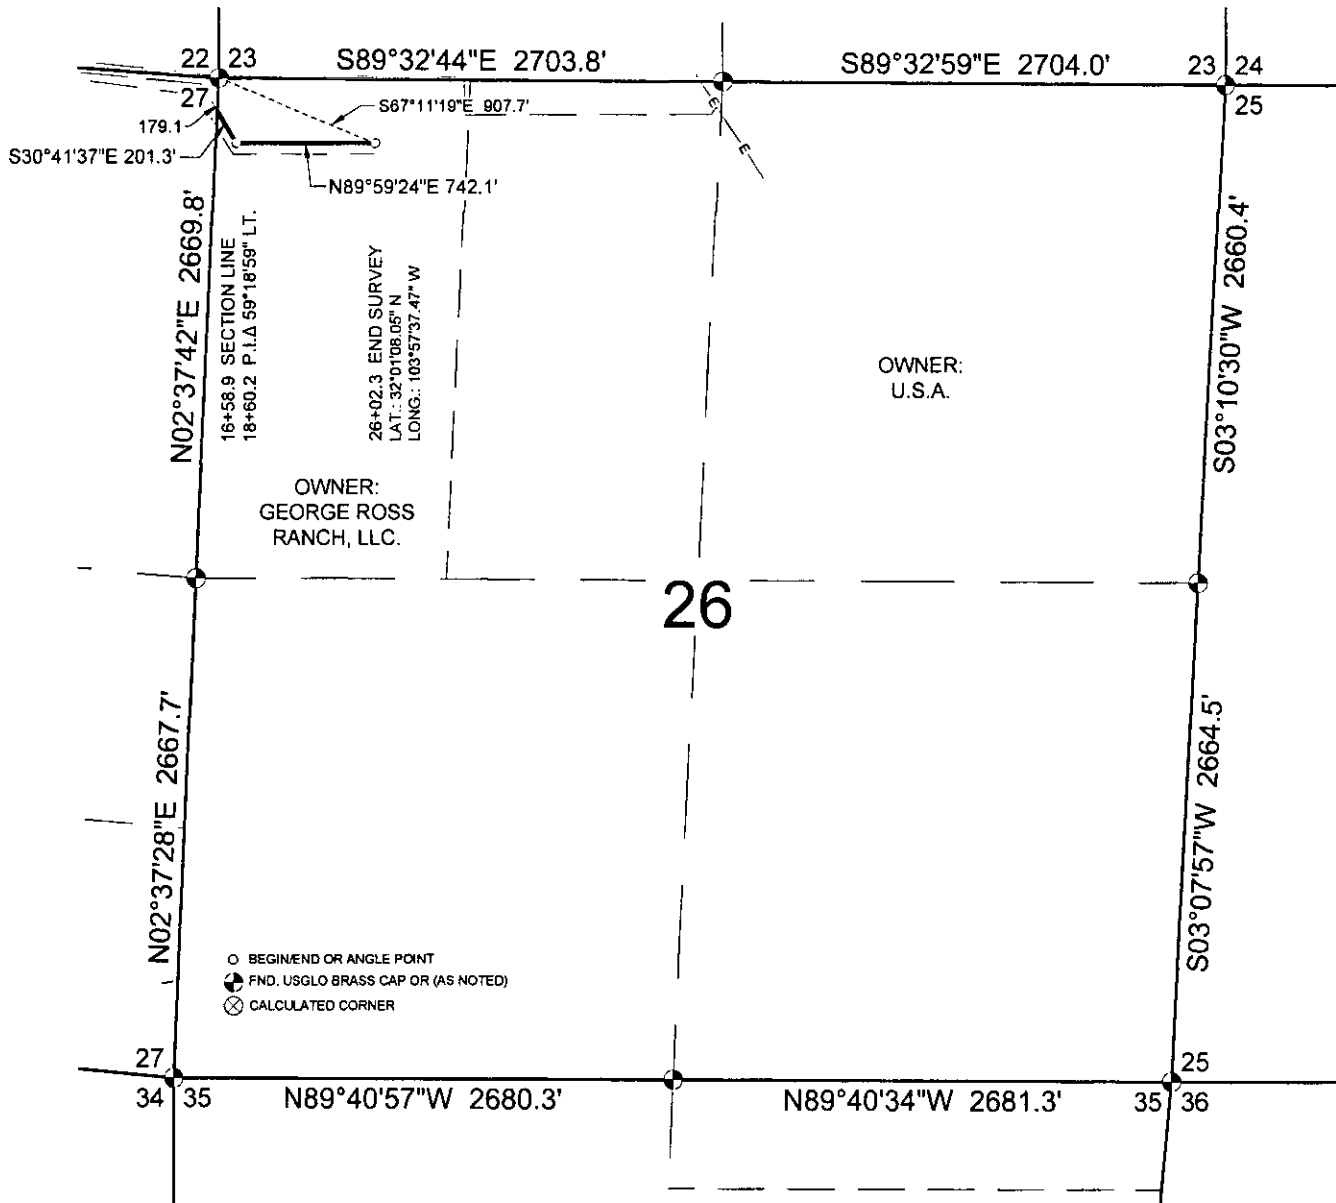 22 23
S89°32'44"E 2703.8'
S89°32'59"E 2704.0'
23 24
27
25
S67°11'19"E 907.7'
179.1
S30°41'37"E 201.3'
N89°59'24"E 742.1'
E
E
N02°37'42"E 2669.8'
16+58.9 SECTION LINE
18+60.2 P.I.Δ 59°18'59" LT.
26+02.3 END SURVEY
LAT.: 32°01'08.05" N
LONG.: 103°57'37.47" W
S03°10'30"W 2660.4'
OWNER:
U.S.A.
OWNER:
GEORGE ROSS
RANCH, LLC.
26
N02°37'28"E 2667.7'
S03°07'57"W 2664.5'
BEGIN/END OR ANGLE POINT
FND. USGLO BRASS CAP OR (AS NOTED)
CALCULATED CORNER
27
25
34 35
N89°40'57"W 2680.3'
N89°40'34"W 2681.3'
35 36